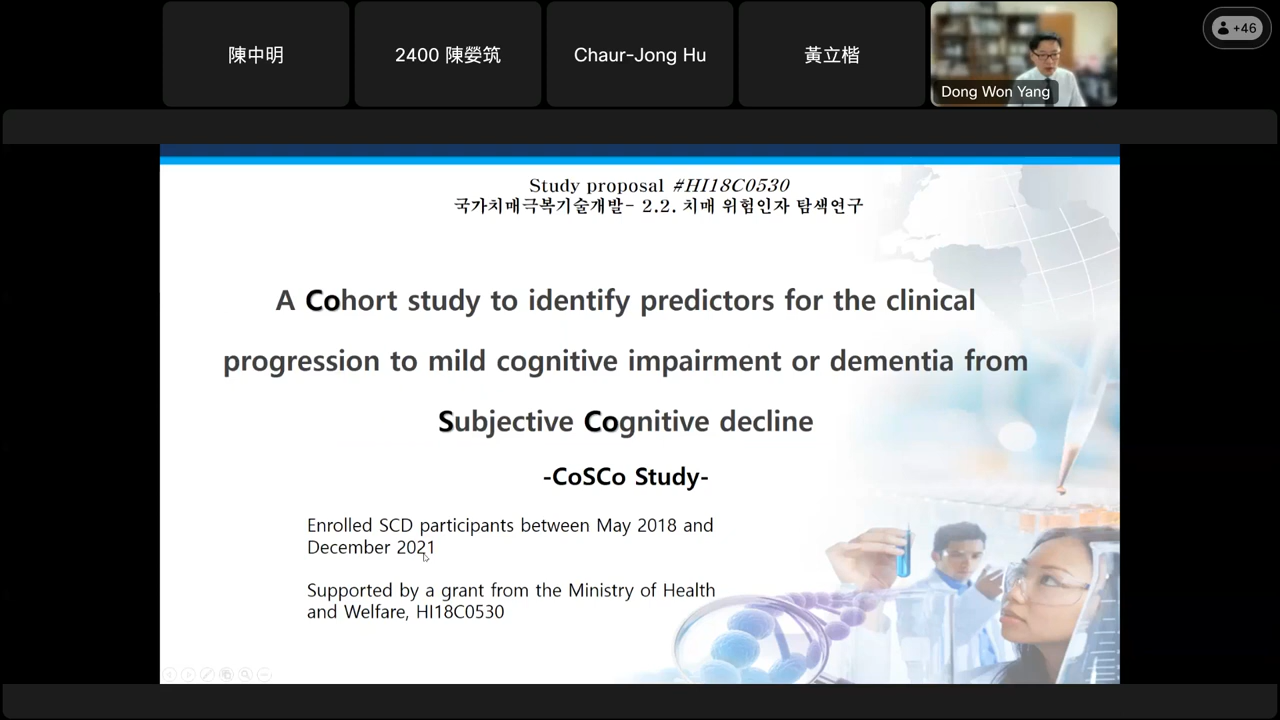 陳中明
2400 陳嫈筑
Chaur-Jong Hu
黃立楷
Dong Won Yang
+46
Study proposal #HI18C0530
국가치매극복기술개발- 2.2. 치매 위험인자 탐색연구
A Cohort study to identify predictors for the clinical
progression to mild cognitive impairment or dementia from
Subjective Cognitive decline
-CoSCo Study-
Enrolled SCD participants between May 2018 and
December 2021
Supported by a grant from the Ministry of Health
and Welfare, HI18C0530